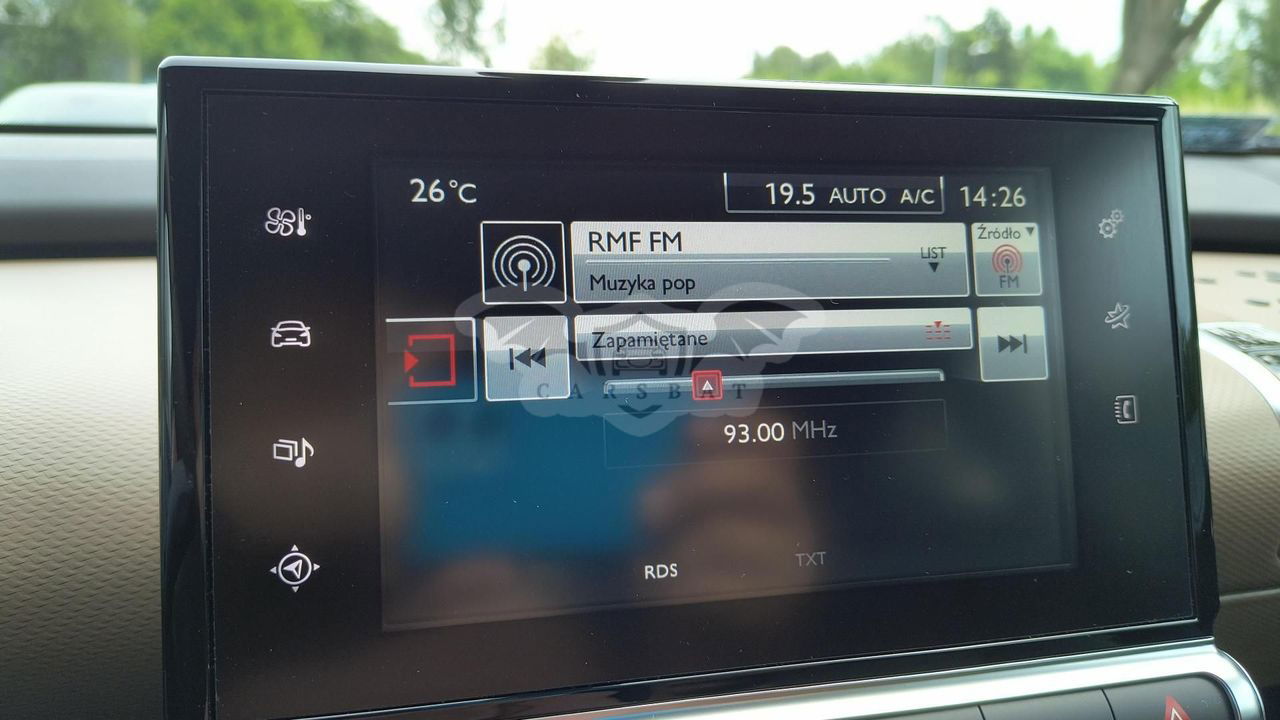 26°C
19.5 AUTO A/C
14:26
RMF FM
LIST
Muzyka pop
Źródło
FM
Zapamiętane
CARSBAT
93.00 MHz
RDS
TXT